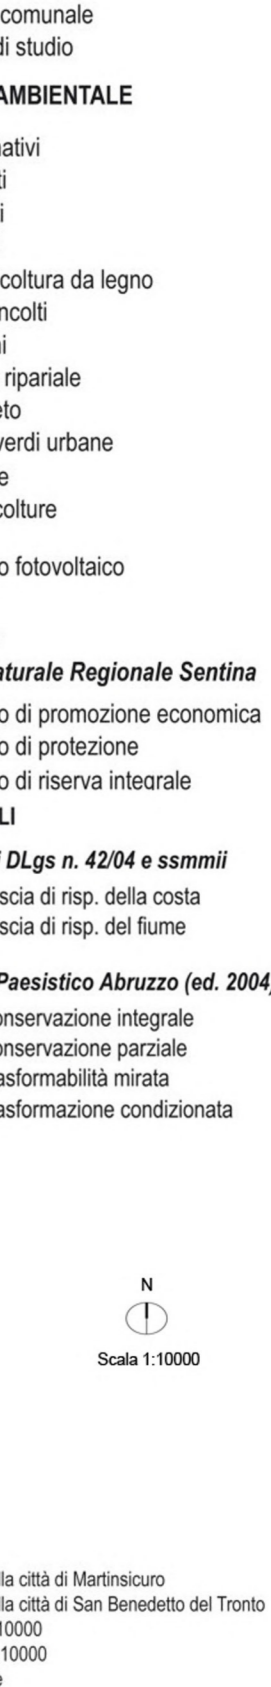 comunale
di studio
AMBIENTALE
ativi
ti
i
coltura da legno
ncolti
ni
ripariale
eto
verdi urbane
e
colture
o fotovoltaico
aturale Regionale Sentina
o di promozione economica
o di protezione
o di riserva integrale
LI
i DLgs n. 42/04 e ssmmii
scia di risp. della costa
scia di risp. del fiume
Paesistico Abruzzo (ed. 2004)
onservazione integrale
onservazione parziale
asformabilità mirata
asformazione condizionata
N
Scala 1:10000
lla città di Martinsicuro
lla città di San Benedetto del Tronto
10000
10000
e